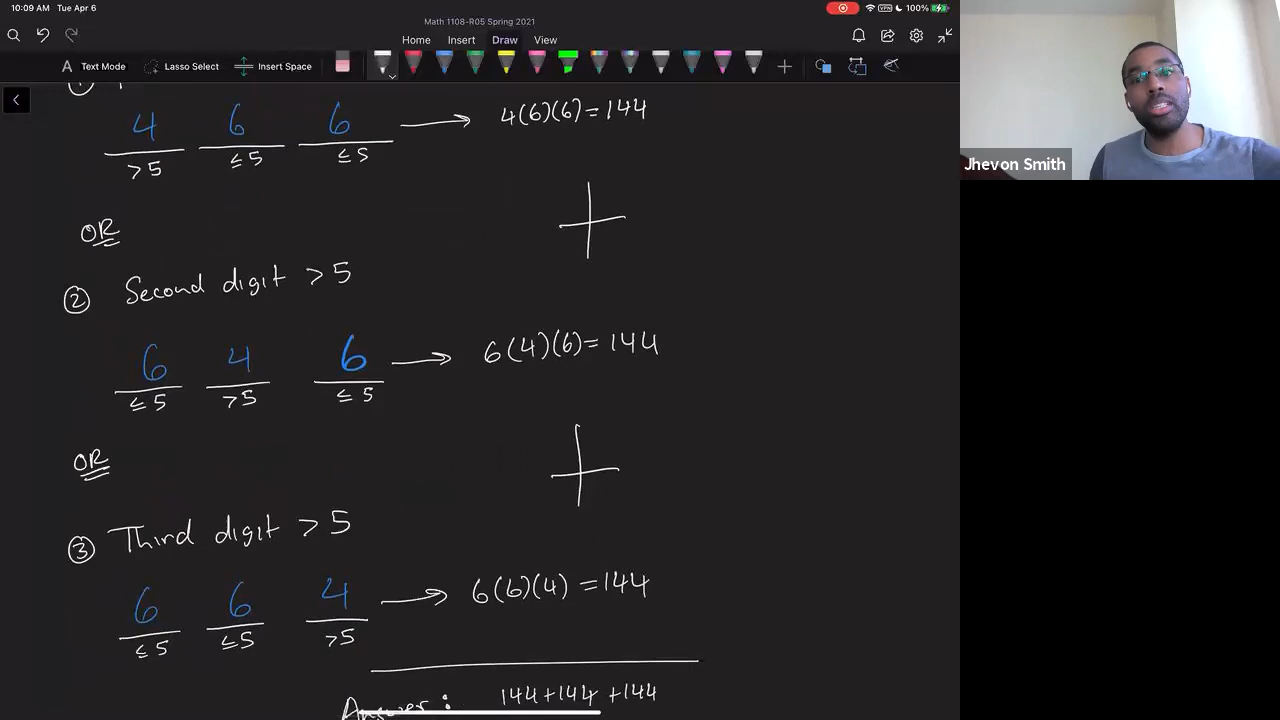 10:09 AM Tue Apr 6
VPN 100%
Math 1108-R05 Spring 2021
Home Insert Draw View
A Text Mode Lasso Select Insert Space
①
4 6 6 → 4(6)(6)=144
>5 ≤5 ≤5
+
OR
② Second digit >5
6 4 6 → 6(4)(6)=144
≤5 >5 ≤5
+
OR
③ Third digit >5
6 6 4 → 6(6)(4)=144
≤5 ≤5 >5
Answer: 144+144+144
Jhevon Smith